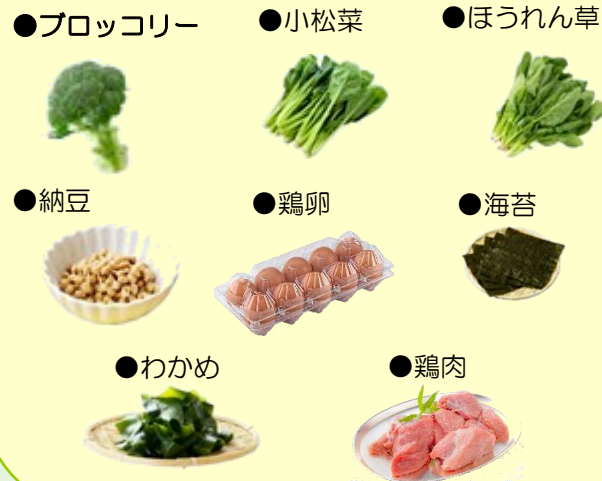 ●ブロッコリー
●小松菜
●ほうれん草
●納豆
●鶏卵
●海苔
●わかめ
●鶏肉